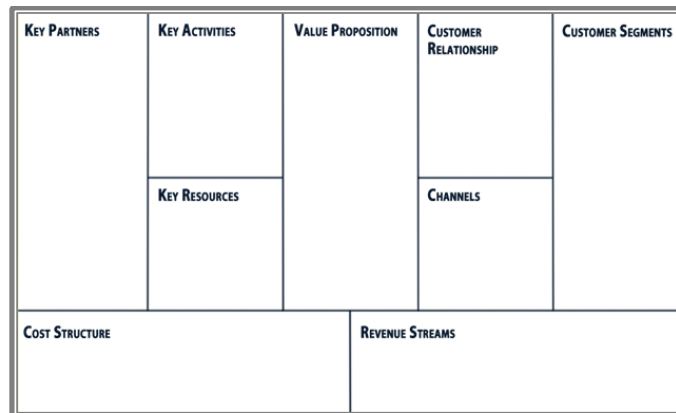 Key Partners
Key Activities
Value Proposition
Customer
Relationship
Customer Segments
Key Resources
Channels
Cost Structure
Revenue Streams